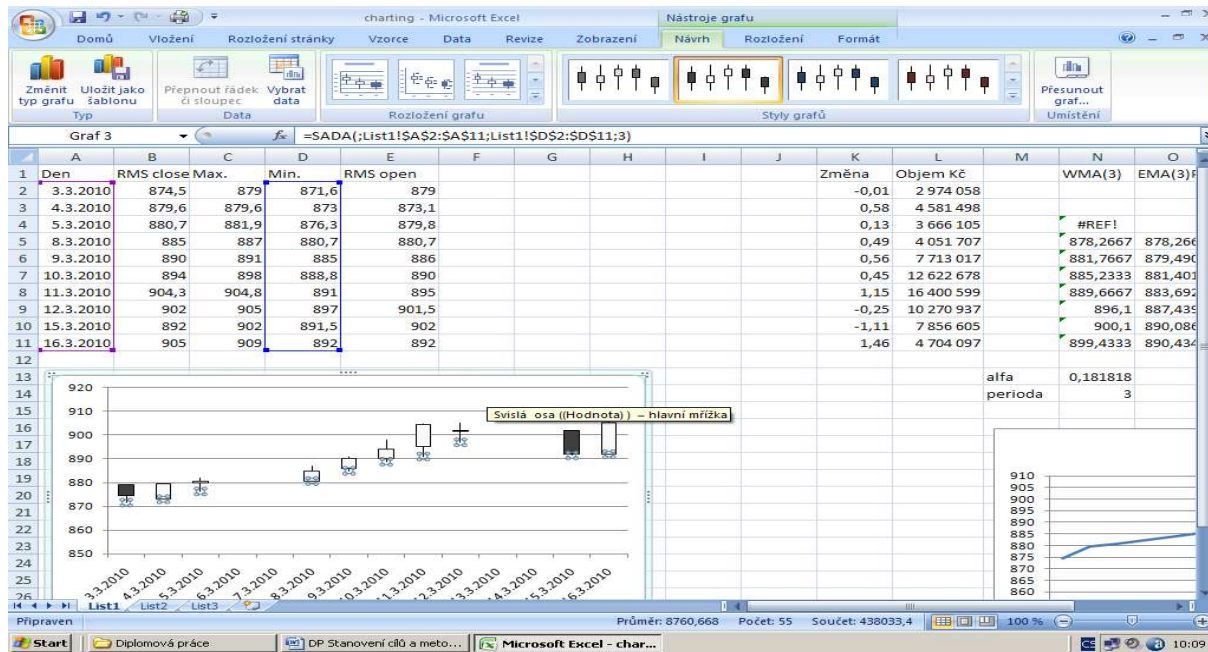 charting - Microsoft Excel
Nástroje grafu
Domů Vložení Rozložení stránky Vzorce Data Revize Zobrazení Návrh Rozložení Formát
Změnit typ grafu
Uložit jako šablonu
Přepnout řádek či sloupec
Vybrat data
Přesunout graf...
Typ Data Rozložení grafu Styly grafů Umístění
Graf 3 fx =SADA(;List1!$A$2:$A$11;List1!$D$2:$D$11;3)
A B C D E F G H I J K L M N O
1 Den RMS close Max. Min. RMS open Změna Objem Kč WMA(3) EMA(3)
2 3.3.2010 874,5 879 871,6 879 -0,01 2 974 058
3 4.3.2010 879,6 879,6 873 873,1 0,58 4 581 498
4 5.3.2010 880,7 881,9 876,3 879,8 0,13 3 666 105 #REF!
5 8.3.2010 885 887 880,7 880,7 0,49 4 051 707 878,2667 878,266
6 9.3.2010 890 891 885 886 0,56 7 713 017 881,7667 879,490
7 10.3.2010 894 898 888,8 890 0,45 12 622 678 885,2333 881,401
8 11.3.2010 904,3 904,8 891 895 1,15 16 400 599 889,6667 883,692
9 12.3.2010 902 905 897 901,5 -0,25 10 270 937 896,1 887,439
10 15.3.2010 892 902 891,5 902 -1,11 7 856 605 900,1 890,086
11 16.3.2010 905 909 892 892 1,46 4 704 097 899,4333 890,434
12
13 alfa 0,181818
14 perioda 3
15
16
17
18
19
20
21
22
23
24
25
26
920
910
900
890
880
870
860
850
Svislá osa ((Hodnota) ) – hlavní mřížka
3.3.2010 4.3.2010 5.3.2010 6.3.2010 7.3.2010 8.3.2010 9.3.2010 10.3.2010 11.3.2010 12.3.2010 13.3.2010 14.3.2010 15.3.2010 16.3.2010
910
905
900
895
890
885
880
875
870
865
860
List1 List2 List3
Připraven Průměr: 8760,668 Počet: 55 Součet: 438033,4 100 %
Start Diplomová práce DP Stanovení cílů a meto... Microsoft Excel - char... CS 10:09